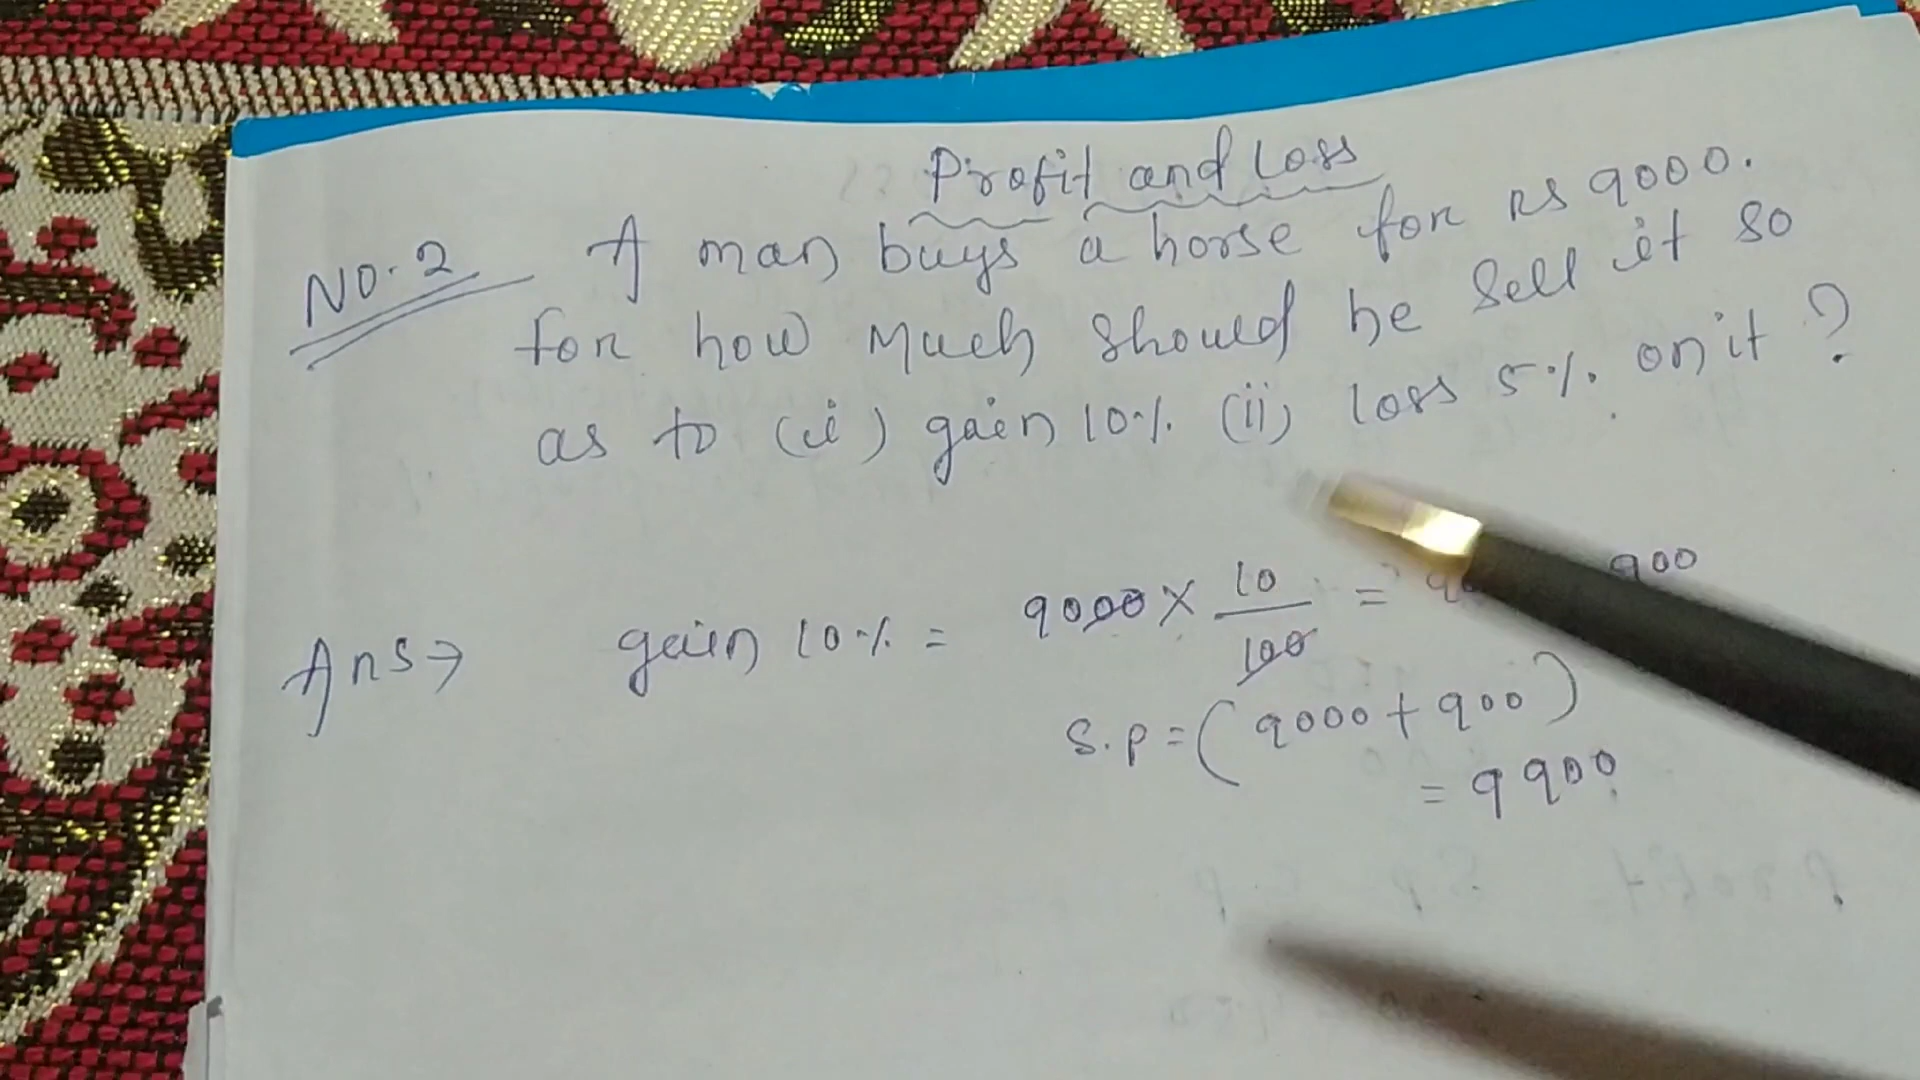 Profit and Loss
NO.2 A man buys a horse for rs 9000.
for how much should he sell it so
as to (i) gain 10% (ii) loss 5% on it?
Ans → gain 10% = 9000 × 10/100 = 900
S.P = (9000 + 900)
= 9900